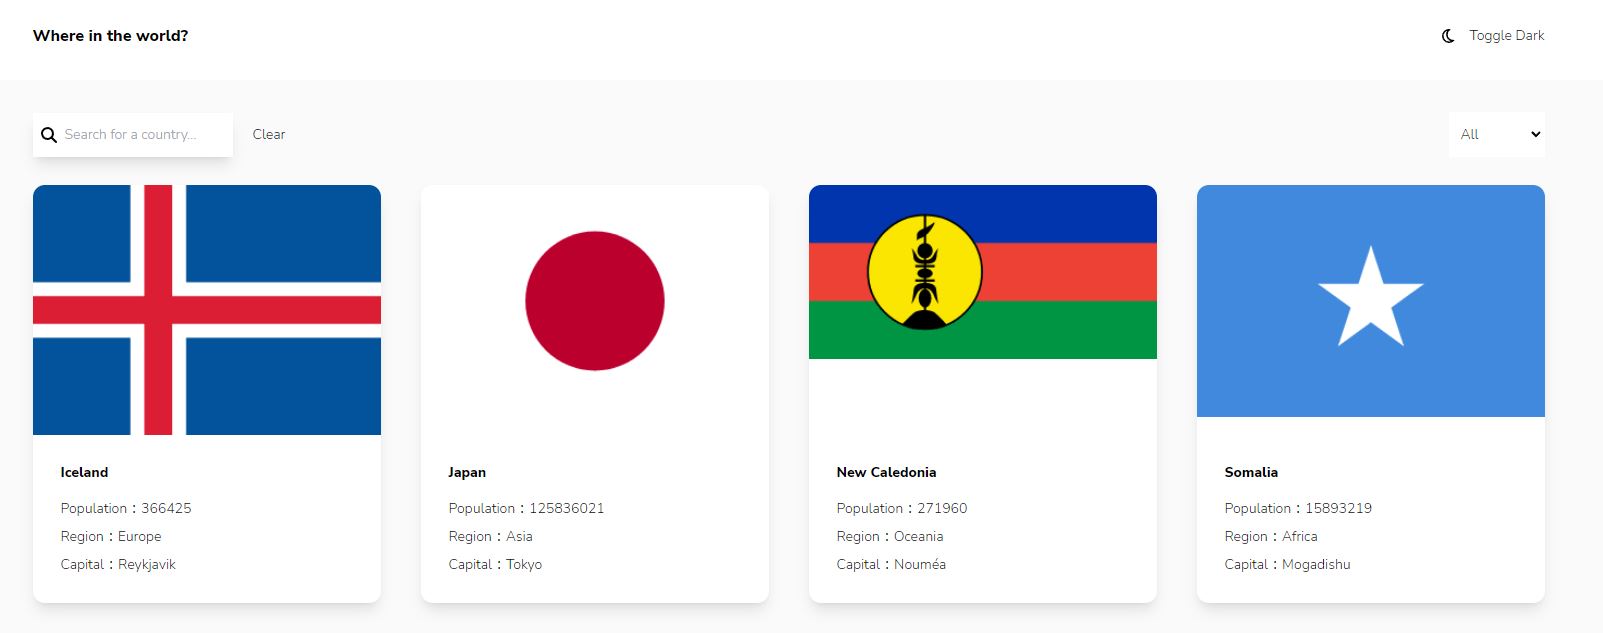 Where in the world?
Toggle Dark
Search for a country...
Clear
All
Iceland
Population : 366425
Region : Europe
Capital : Reykjavik
Japan
Population : 125836021
Region : Asia
Capital : Tokyo
New Caledonia
Population : 271960
Region : Oceania
Capital : Nouméa
Somalia
Population : 15893219
Region : Africa
Capital : Mogadishu